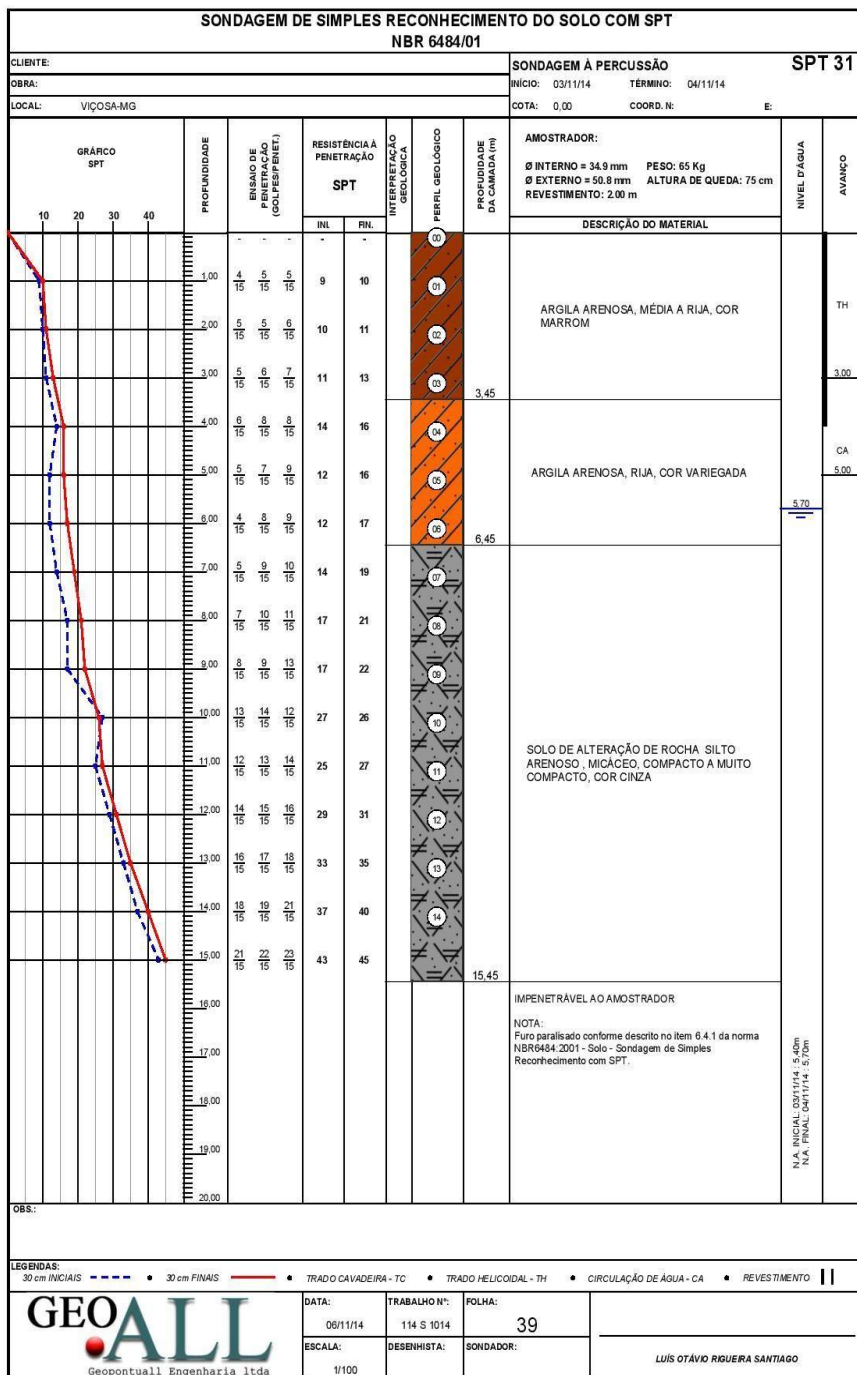 SONDAGEM DE SIMPLES RECONHECIMENTO DO SOLO COM SPT
NBR 6484/01
CLIENTE:
OBRA:
LOCAL: VIÇOSA-MG
SONDAGEM À PERCUSSÃO SPT 31
INÍCIO: 03/11/14 TÉRMINO: 04/11/14
COTA: 0,00 COORD. N: E:
GRÁFICO
SPT
10 20 30 40
PROFUNDIDADE
ENSAIO DE
PENETRAÇÃO
(GOLPES/PENET.)
RESISTÊNCIA À
PENETRAÇÃO
SPT
INI. FIN.
INTERPRETAÇÃO
GEOLÓGICA
PERFIL GEOLÓGICO
PROFUDIDADE
DA CAMADA (m)
AMOSTRADOR:
Ø INTERNO = 34.9 mm PESO: 65 Kg
Ø EXTERNO = 50.8 mm ALTURA DE QUEDA: 75 cm
REVESTIMENTO: 2.00 m
DESCRIÇÃO DO MATERIAL
NÍVEL D'ÁGUA
AVANÇO
- - - - - 00
1,00 4/15 5/15 5/15 9 10 01
2,00 5/15 5/15 6/15 10 11 02
3,00 5/15 6/15 7/15 11 13 03
4,00 6/15 8/15 8/15 14 16 04
5,00 5/15 7/15 9/15 12 16 05
6,00 4/15 8/15 9/15 12 17 06
7,00 5/15 9/15 10/15 14 19 07
8,00 7/15 10/15 11/15 17 21 08
9,00 8/15 9/15 13/15 17 22 09
10,00 13/15 14/15 12/15 27 26 10
11,00 12/15 13/15 14/15 25 27 11
12,00 14/15 15/15 16/15 29 31 12
13,00 16/15 17/15 18/15 33 35 13
14,00 18/15 19/15 21/15 37 40 14
15,00 21/15 22/15 23/15 43 45
16,00
17,00
18,00
19,00
20,00
3,45
6,45
15,45
ARGILA ARENOSA, MÉDIA A RIJA, COR
MARROM
ARGILA ARENOSA, RIJA, COR VARIEGADA
SOLO DE ALTERAÇÃO DE ROCHA SILTO
ARENOSO , MICÁCEO, COMPACTO A MUITO
COMPACTO, COR CINZA
IMPENETRÁVEL AO AMOSTRADOR
NOTA:
Furo paralisado conforme descrito no item 6.4.1 da norma
NBR6484:2001 - Solo - Sondagem de Simples
Reconhecimento com SPT.
5,70
N.A. INICIAL: 03/11/14 : 5,40m
N.A. FINAL: 04/11/14 : 5,70m
TH
3,00
CA
5,00
OBS.:
LEGENDAS:
30 cm INICIAIS 30 cm FINAIS TRADO CAVADEIRA - TC TRADO HELICOIDAL - TH CIRCULAÇÃO DE ÁGUA - CA REVESTIMENTO
GEO ALL
Geopontuall Engenharia ltda
DATA:
06/11/14
TRABALHO Nº:
114 S 1014
FOLHA:
39
ESCALA:
1/100
DESENHISTA:
SONDADOR:
LUÍS OTÁVIO RIGUEIRA SANTIAGO